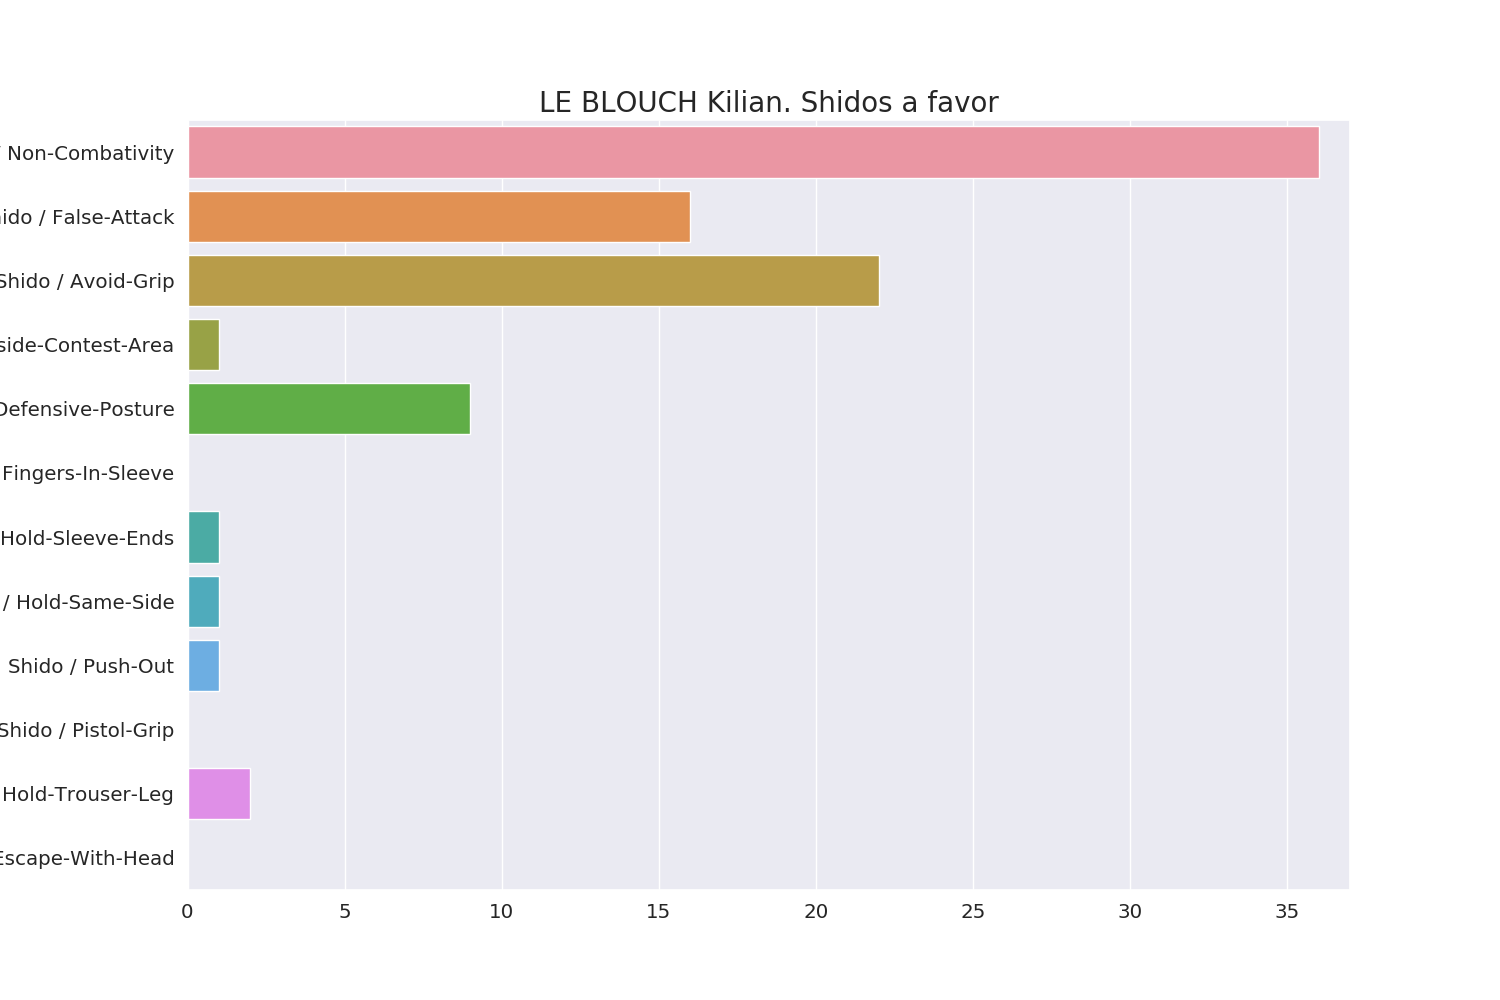 LE BLOUCH Kilian. Shidos a favor
/ Non-Combativity
/ False-Attack
Shido / Avoid-Grip
side-Contest-Area
Defensive-Posture
Fingers-In-Sleeve
Hold-Sleeve-Ends
/ Hold-Same-Side
Shido / Push-Out
Shido / Pistol-Grip
Hold-Trouser-Leg
Escape-With-Head
0 5 10 15 20 25 30 35